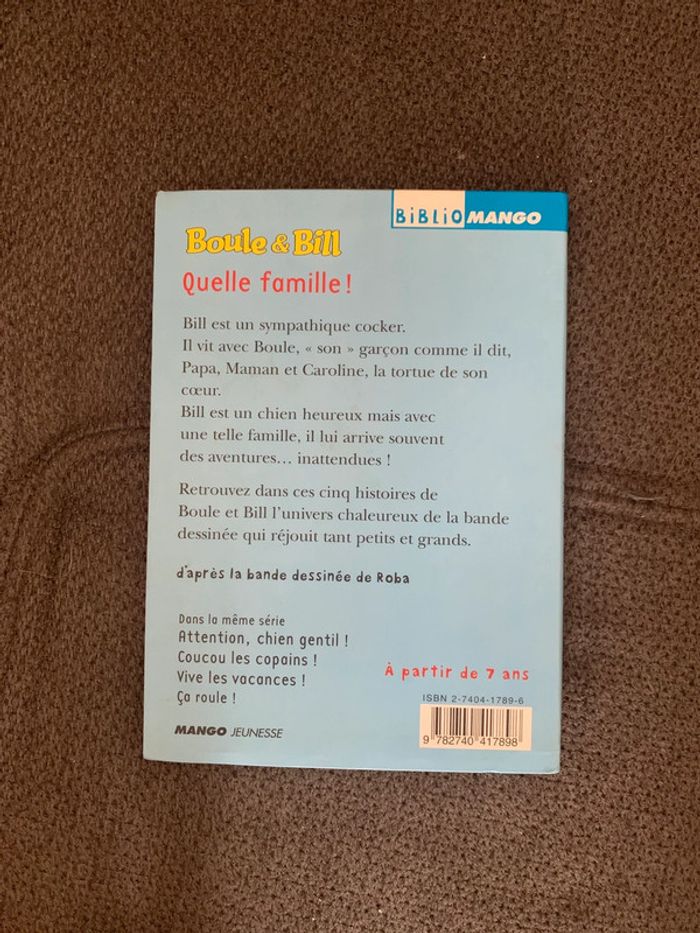 BiBLiO MANGO
Boule & Bill
Quelle famille !
Bill est un sympathique cocker.
Il vit avec Boule, « son » garçon comme il dit,
Papa, Maman et Caroline, la tortue de son
cœur.
Bill est un chien heureux mais avec
une telle famille, il lui arrive souvent
des aventures... inattendues !
Retrouvez dans ces cinq histoires de
Boule et Bill l'univers chaleureux de la bande
dessinée qui réjouit tant petits et grands.
d'après la bande dessinée de Roba
Dans la même série
Attention, chien gentil !
Coucou les copains !
Vive les vacances !
Ça roule !
À partir de 7 ans
ISBN 2-7404-1789-6
9 782740 417898
MANGO JEUNESSE